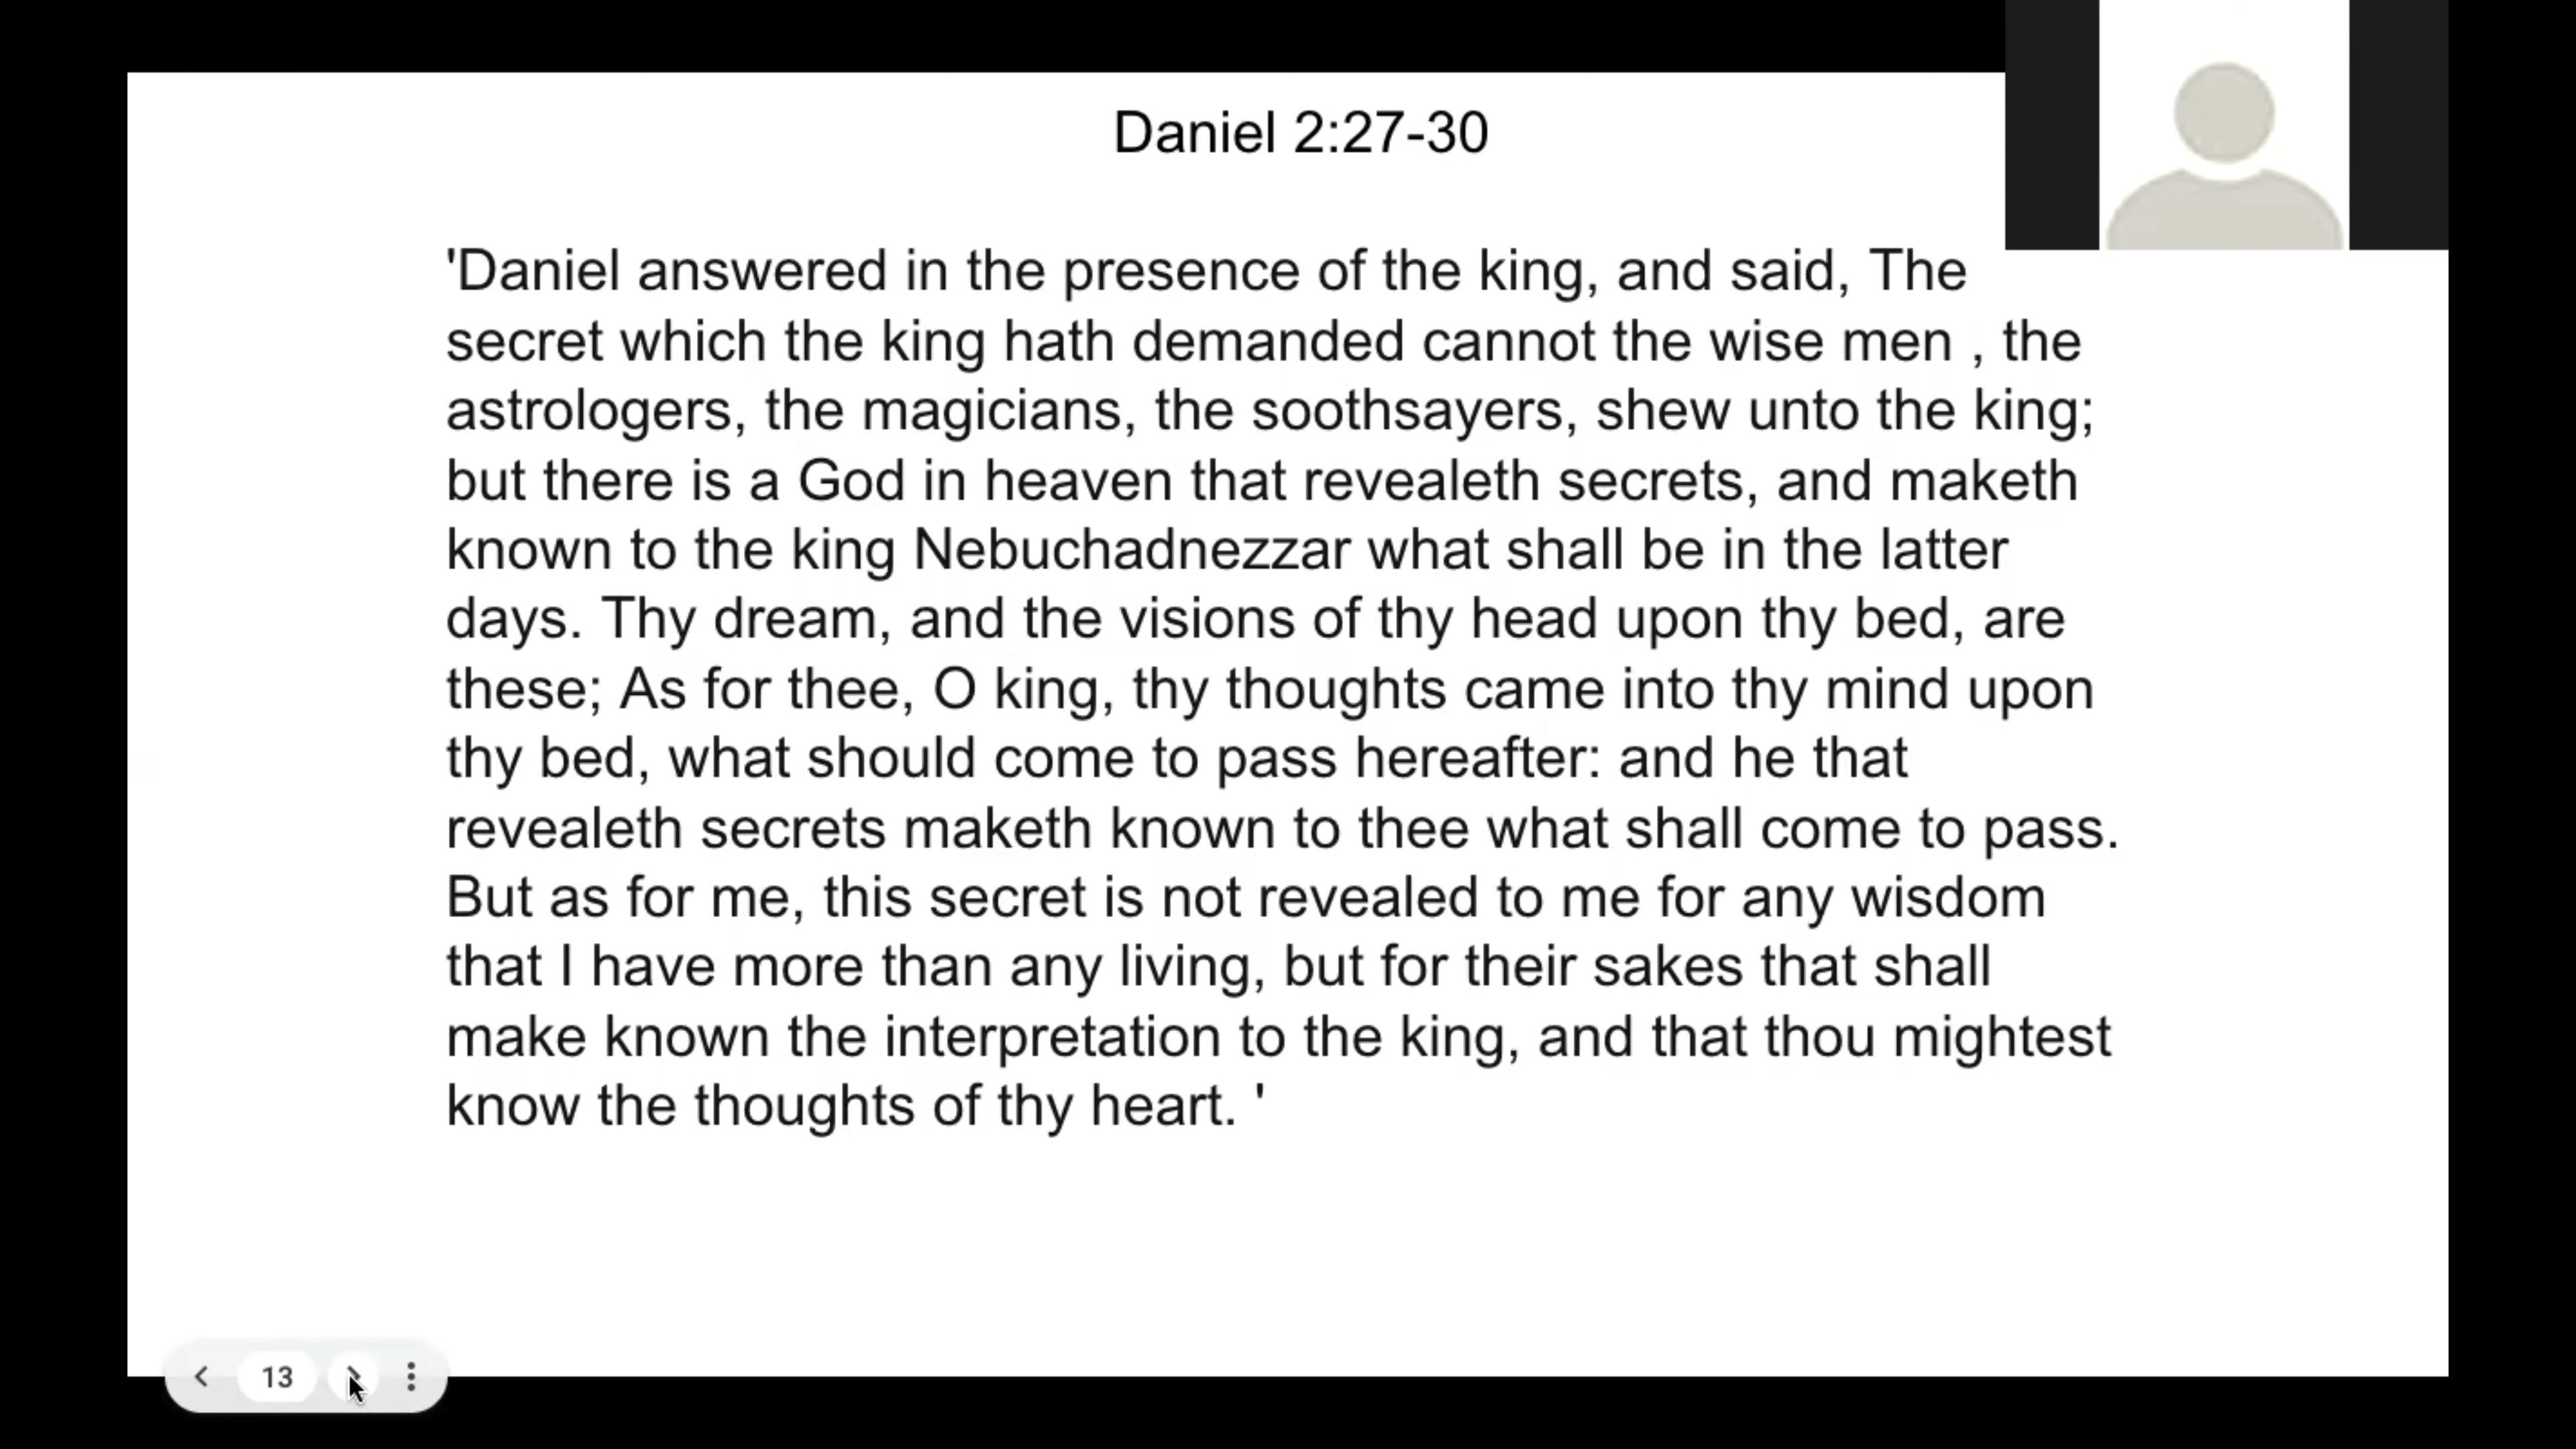 Daniel 2:27-30
'Daniel answered in the presence of the king, and said, The
secret which the king hath demanded cannot the wise men , the
astrologers, the magicians, the soothsayers, shew unto the king;
but there is a God in heaven that revealeth secrets, and maketh
known to the king Nebuchadnezzar what shall be in the latter
days. Thy dream, and the visions of thy head upon thy bed, are
these; As for thee, O king, thy thoughts came into thy mind upon
thy bed, what should come to pass hereafter: and he that
revealeth secrets maketh known to thee what shall come to pass.
But as for me, this secret is not revealed to me for any wisdom
that I have more than any living, but for their sakes that shall
make known the interpretation to the king, and that thou mightest
know the thoughts of thy heart. '
13